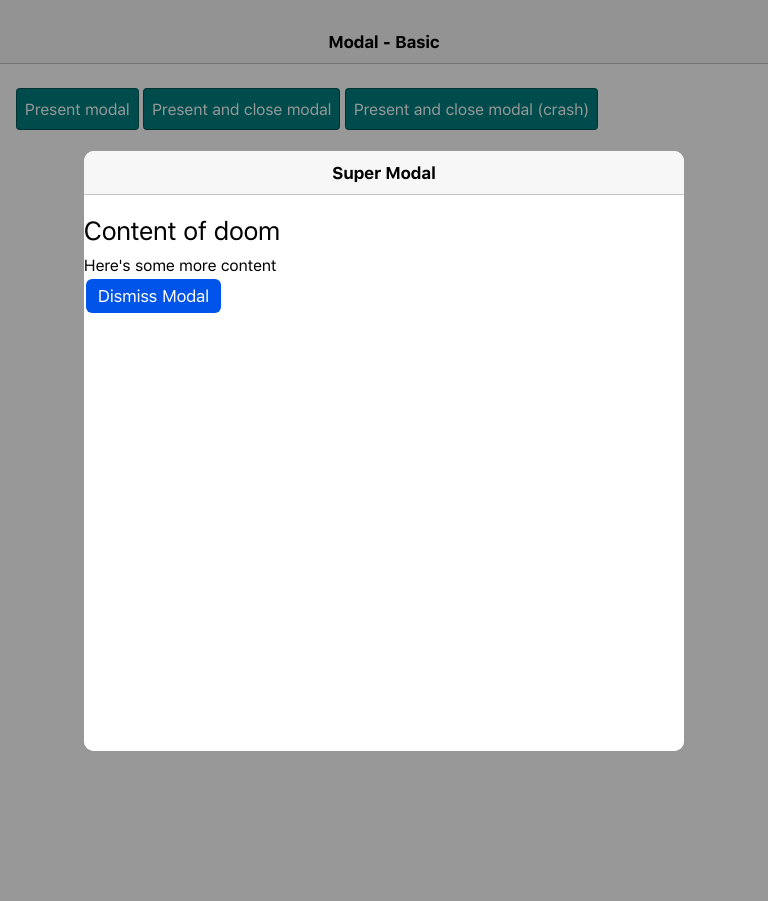 Modal - Basic
Present modal Present and close modal Present and close modal (crash)
Super Modal
Content of doom
Here's some more content
Dismiss Modal